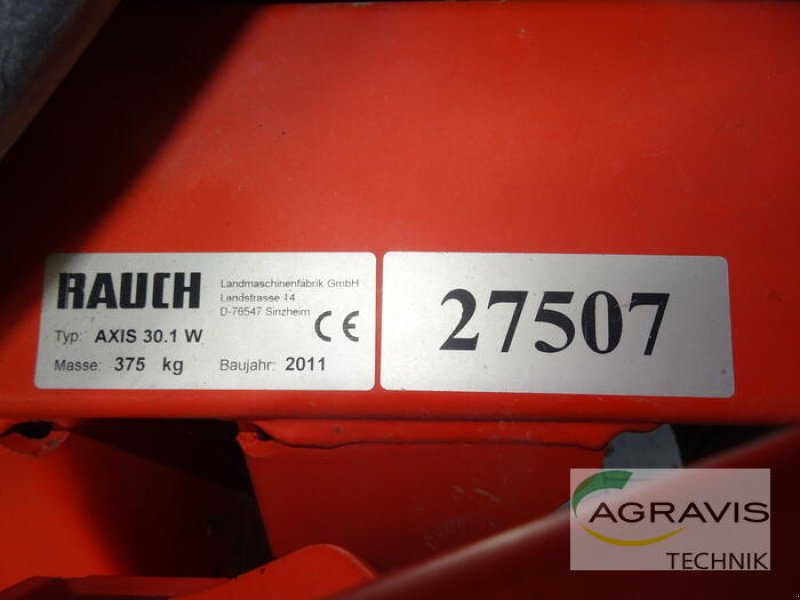 RAUCH
Landmaschinenfabrik GmbH
Landstrasse 14
D-76547 Sinzheim
CE
Typ: AXIS 30.1 W
Masse: 375 kg Baujahr: 2011
27507
AGRAVIS
TECHNIK